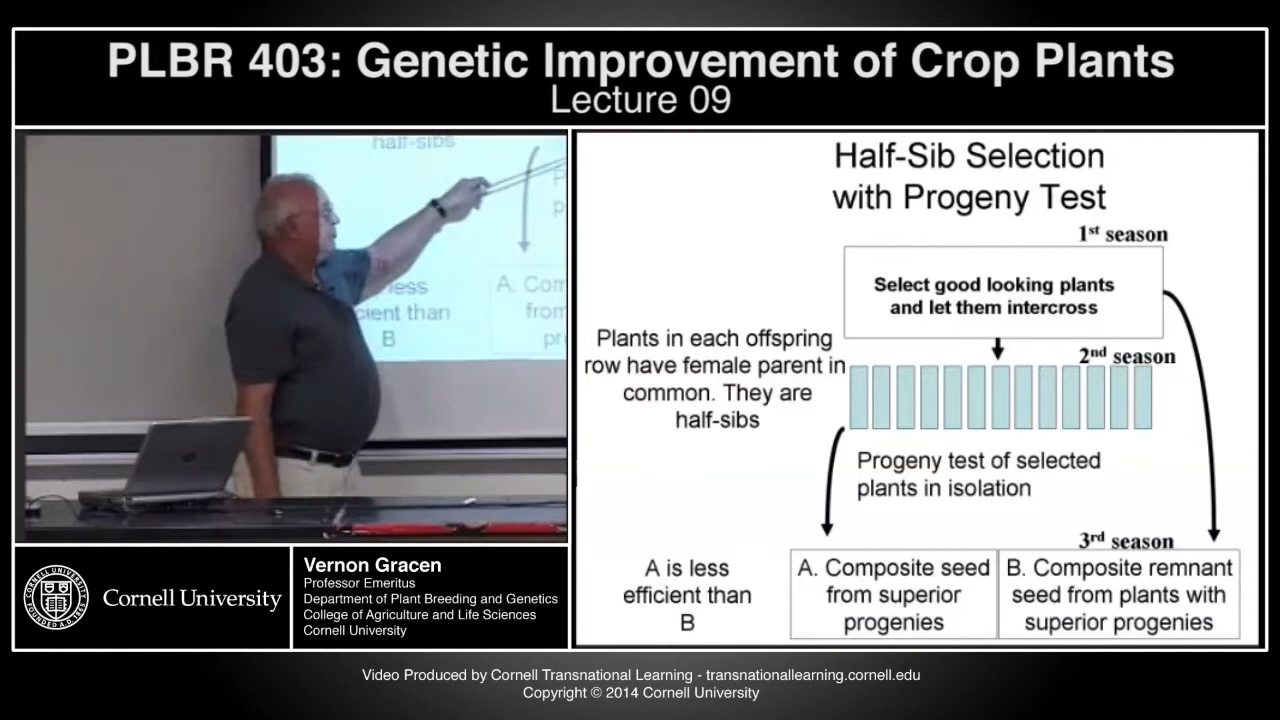 PLBR 403: Genetic Improvement of Crop Plants
Lecture 09
half-sibs
A. Com
from
pr
less
cient than
B
Half-Sib Selection
with Progeny Test
1st season
Select good looking plants
and let them intercross
2nd season
Plants in each offspring
row have female parent in
common. They are
half-sibs
Progeny test of selected
plants in isolation
3rd season
A is less
efficient than
B
A. Composite seed
from superior
progenies
B. Composite remnant
seed from plants with
superior progenies
Cornell University
Vernon Gracen
Professor Emeritus
Department of Plant Breeding and Genetics
College of Agriculture and Life Sciences
Cornell University
Video Produced by Cornell Transnational Learning - transnationallearning.cornell.edu
Copyright © 2014 Cornell University